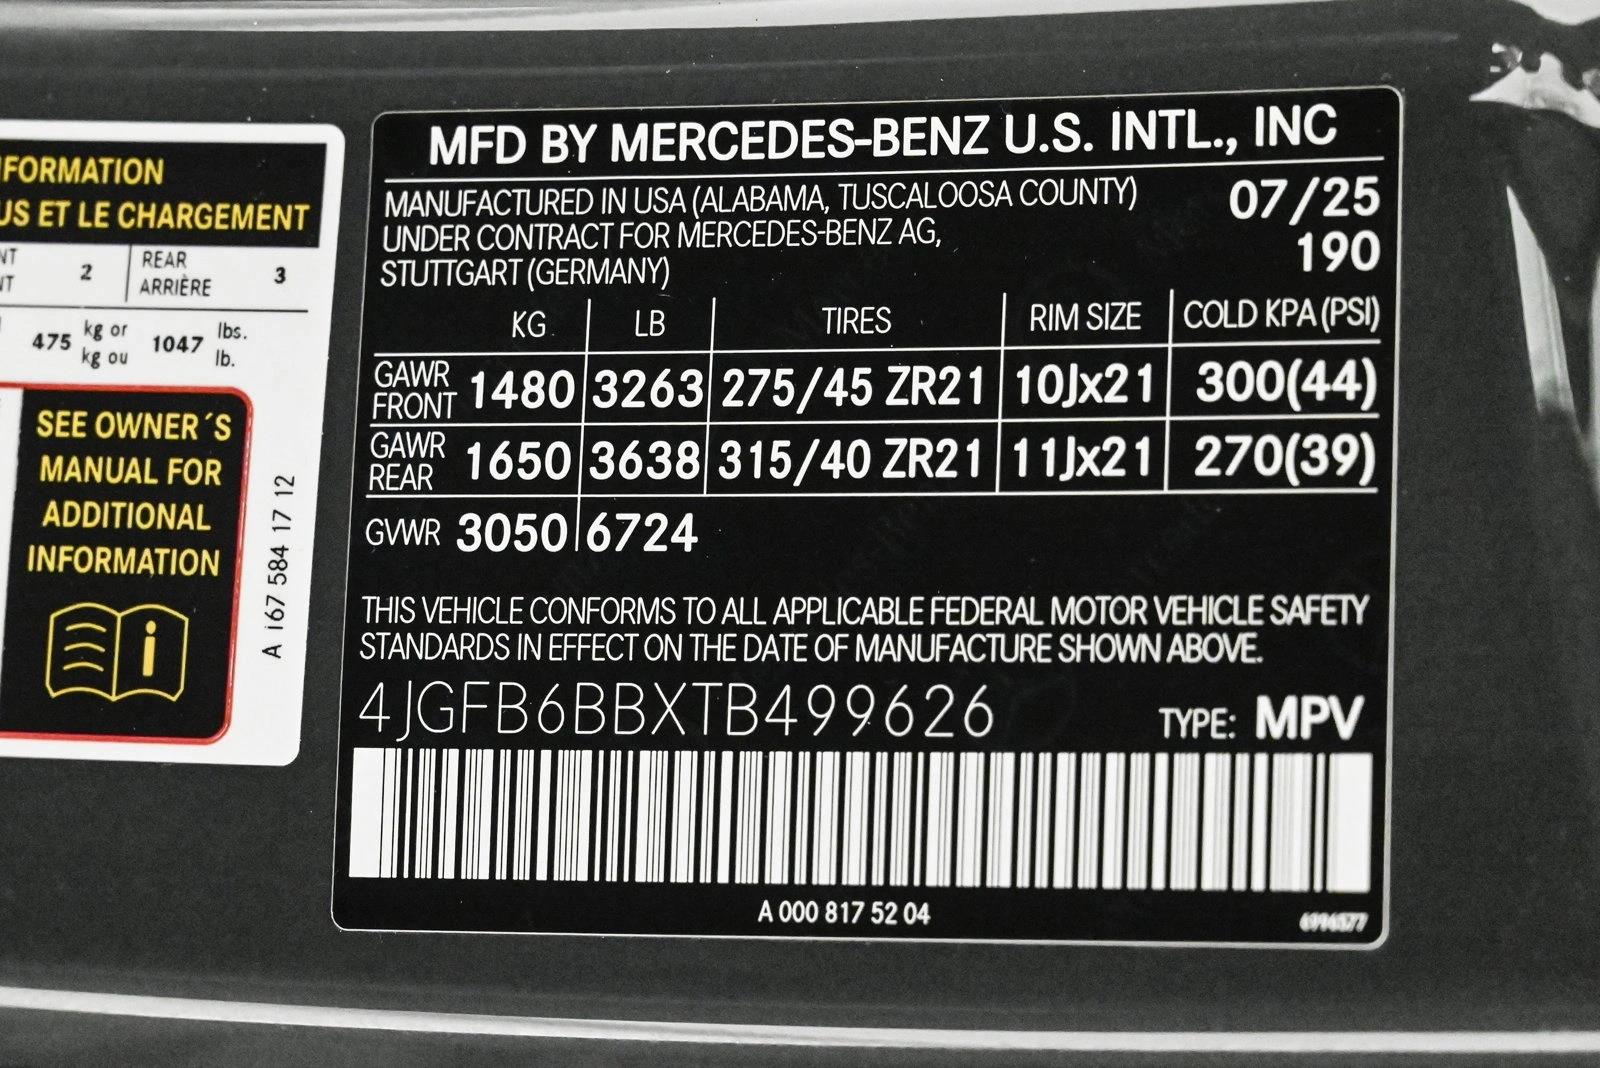 FORMATION
US ET LE CHARGEMENT
NT
NT
2
REAR
ARRIÈRE
3
475 kg or
kg ou
1047 lbs.
lb.
SEE OWNER´S
MANUAL FOR
ADDITIONAL
INFORMATION
i
A 167 584 17 12
MFD BY MERCEDES-BENZ U.S. INTL., INC
MANUFACTURED IN USA (ALABAMA, TUSCALOOSA COUNTY) 07/25
UNDER CONTRACT FOR MERCEDES-BENZ AG, 190
STUTTGART (GERMANY)
KG LB TIRES RIM SIZE COLD KPA (PSI)
GAWR FRONT 1480 3263 275/45 ZR21 10Jx21 300(44)
GAWR REAR 1650 3638 315/40 ZR21 11Jx21 270(39)
GVWR 3050 6724
THIS VEHICLE CONFORMS TO ALL APPLICABLE FEDERAL MOTOR VEHICLE SAFETY
STANDARDS IN EFFECT ON THE DATE OF MANUFACTURE SHOWN ABOVE.
4JGFB6BBXTB499626 TYPE: MPV
A 000 817 52 04